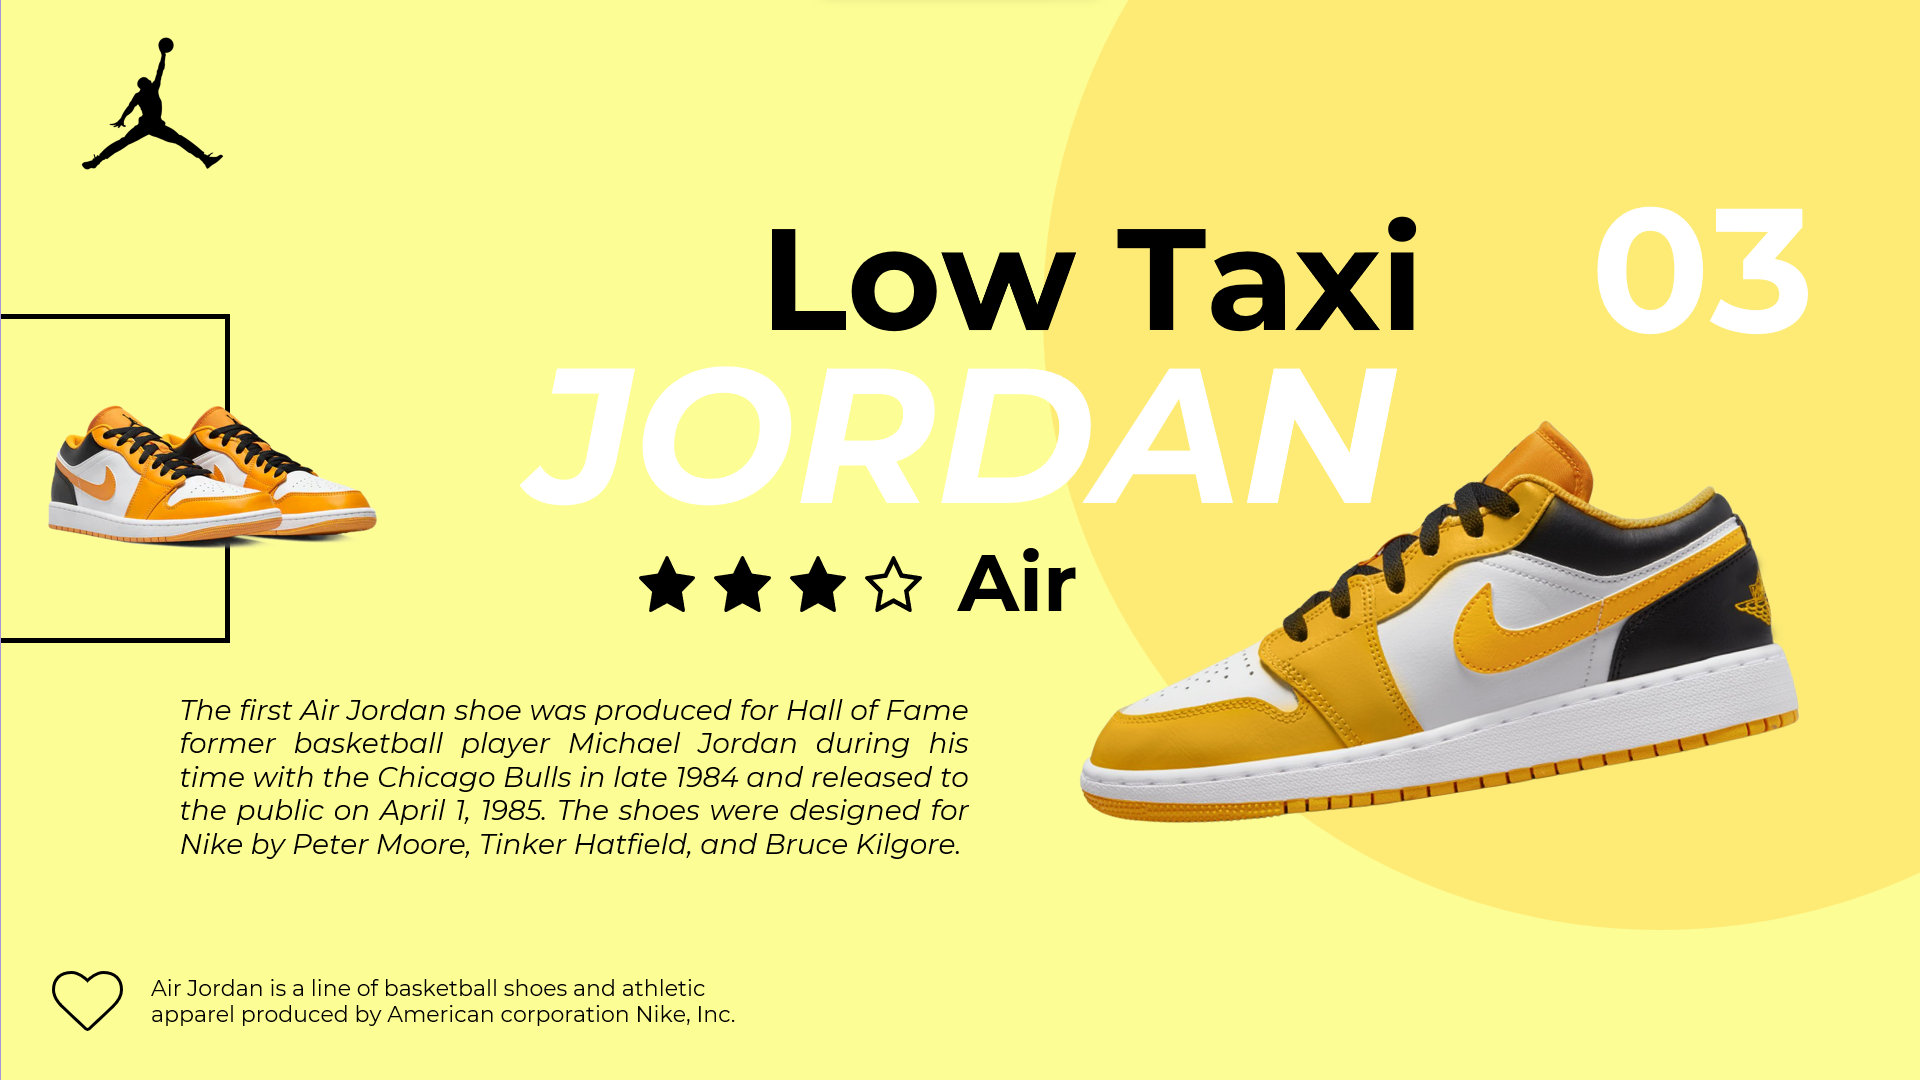 Low Taxi
03
JORDAN
Air
The first Air Jordan shoe was produced for Hall of Fame
former basketball player Michael Jordan during his
time with the Chicago Bulls in late 1984 and released to
the public on April 1, 1985. The shoes were designed for
Nike by Peter Moore, Tinker Hatfield, and Bruce Kilgore.
Air Jordan is a line of basketball shoes and athletic
apparel produced by American corporation Nike, Inc.